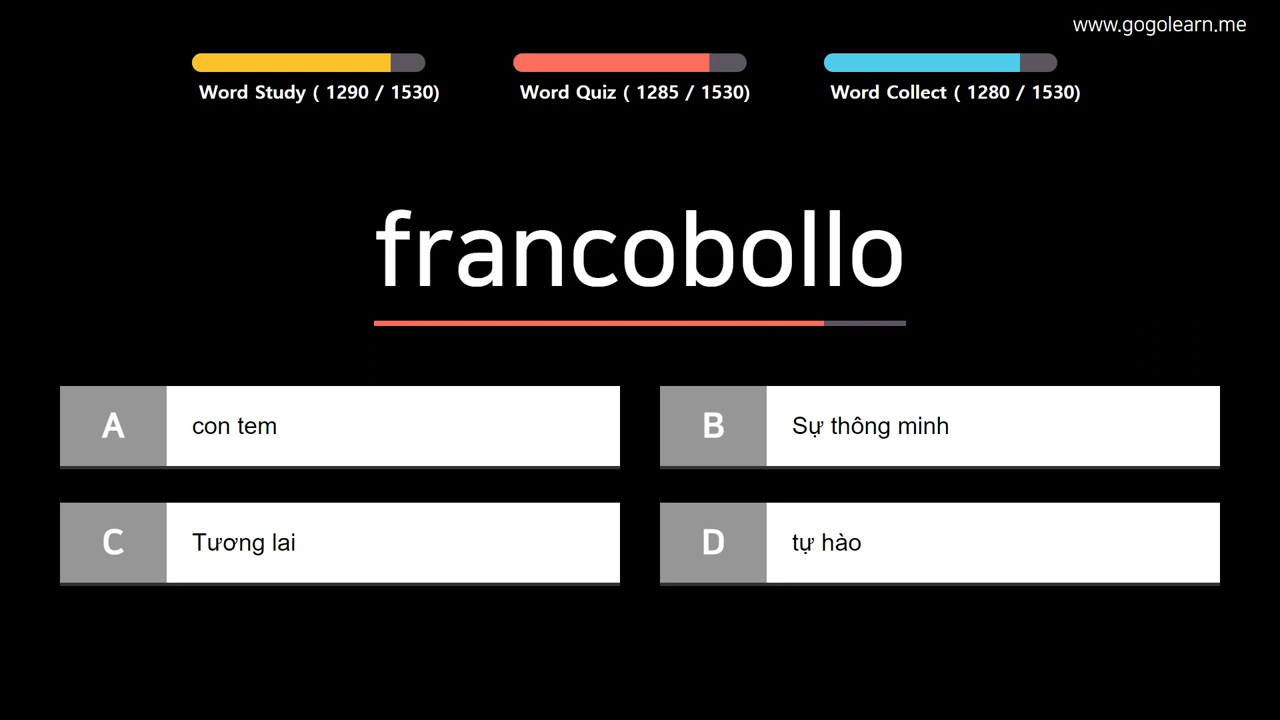 www.gogolearn.me
Word Study ( 1290 / 1530)
Word Quiz ( 1285 / 1530)
Word Collect ( 1280 / 1530)
francobollo
A con tem
B Sự thông minh
C Tương lai
D tự hào